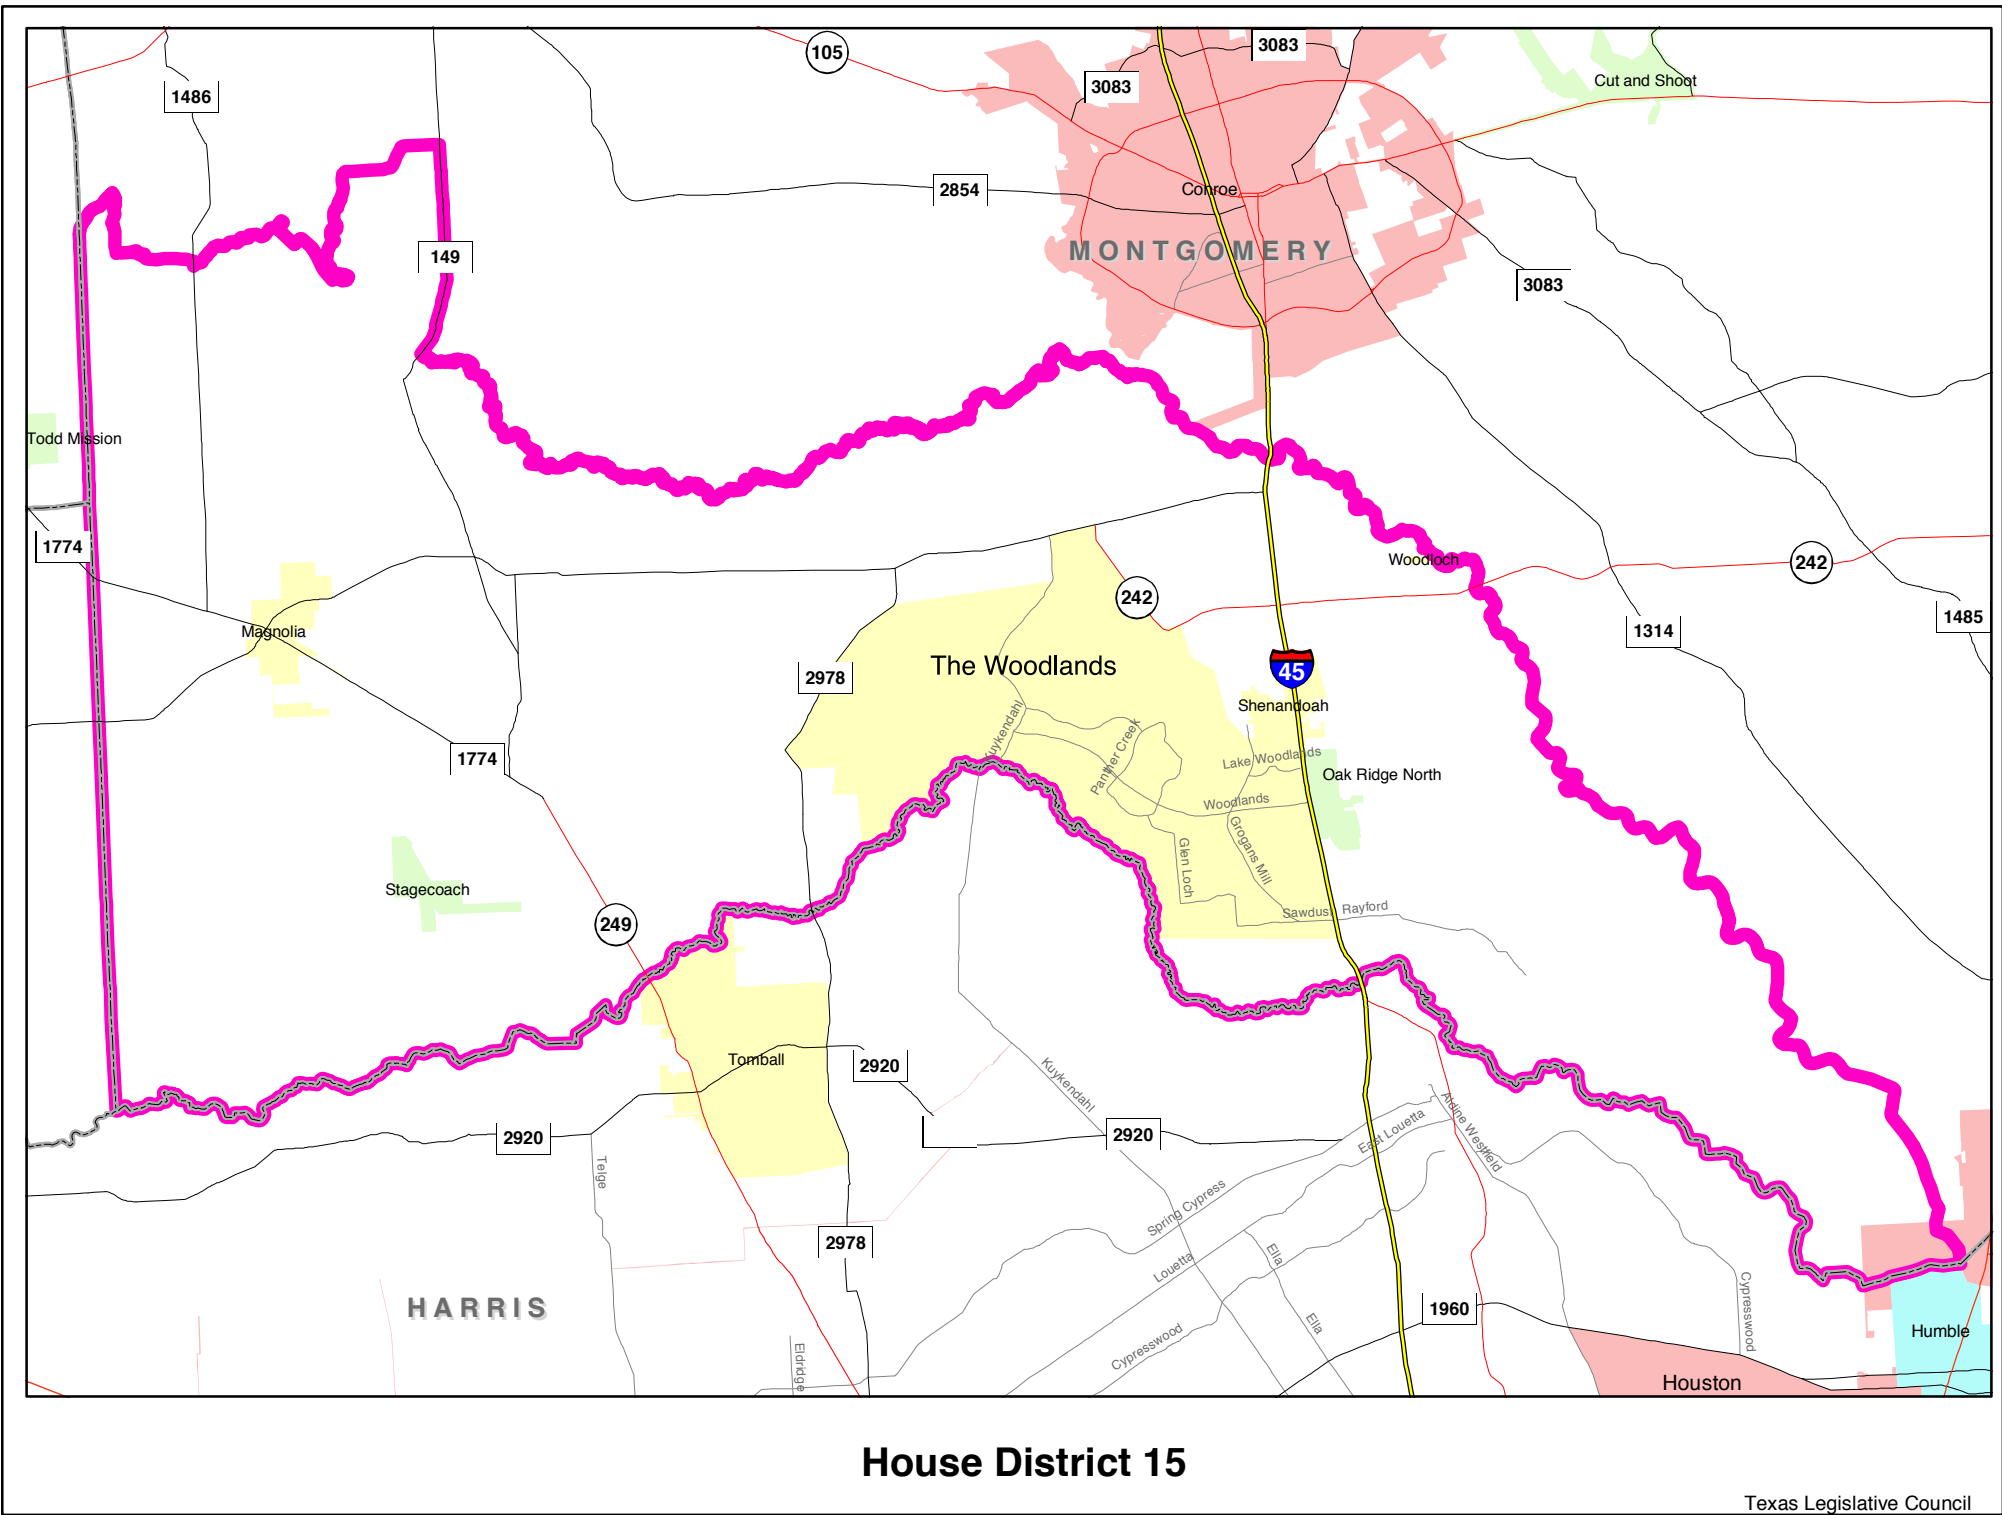 105
3083
3083
1486
Cut and Shoot
2854
Conroe
MONTGOMERY
149
3083
Todd Mission
1774
Woodloch
242
242
1485
Magnolia
1314
The Woodlands
2978
45
Shenandoah
Kuykendahl
Panther Creek
Lake Woodlands
1774
Oak Ridge North
Woodlands
Grogans Mill
Glen Loch
Stagecoach
249
Sawdust
Rayford
Tomball
2920
Kuykendahl
Aldine Westfield
East Louetta
2920
2920
Telge
Spring Cypress
2978
Louetta
Ella
HARRIS
1960
Ella
Cypresswood
Cypresswood
Humble
Eldridge
Houston
House District 15
Texas Legislative Council